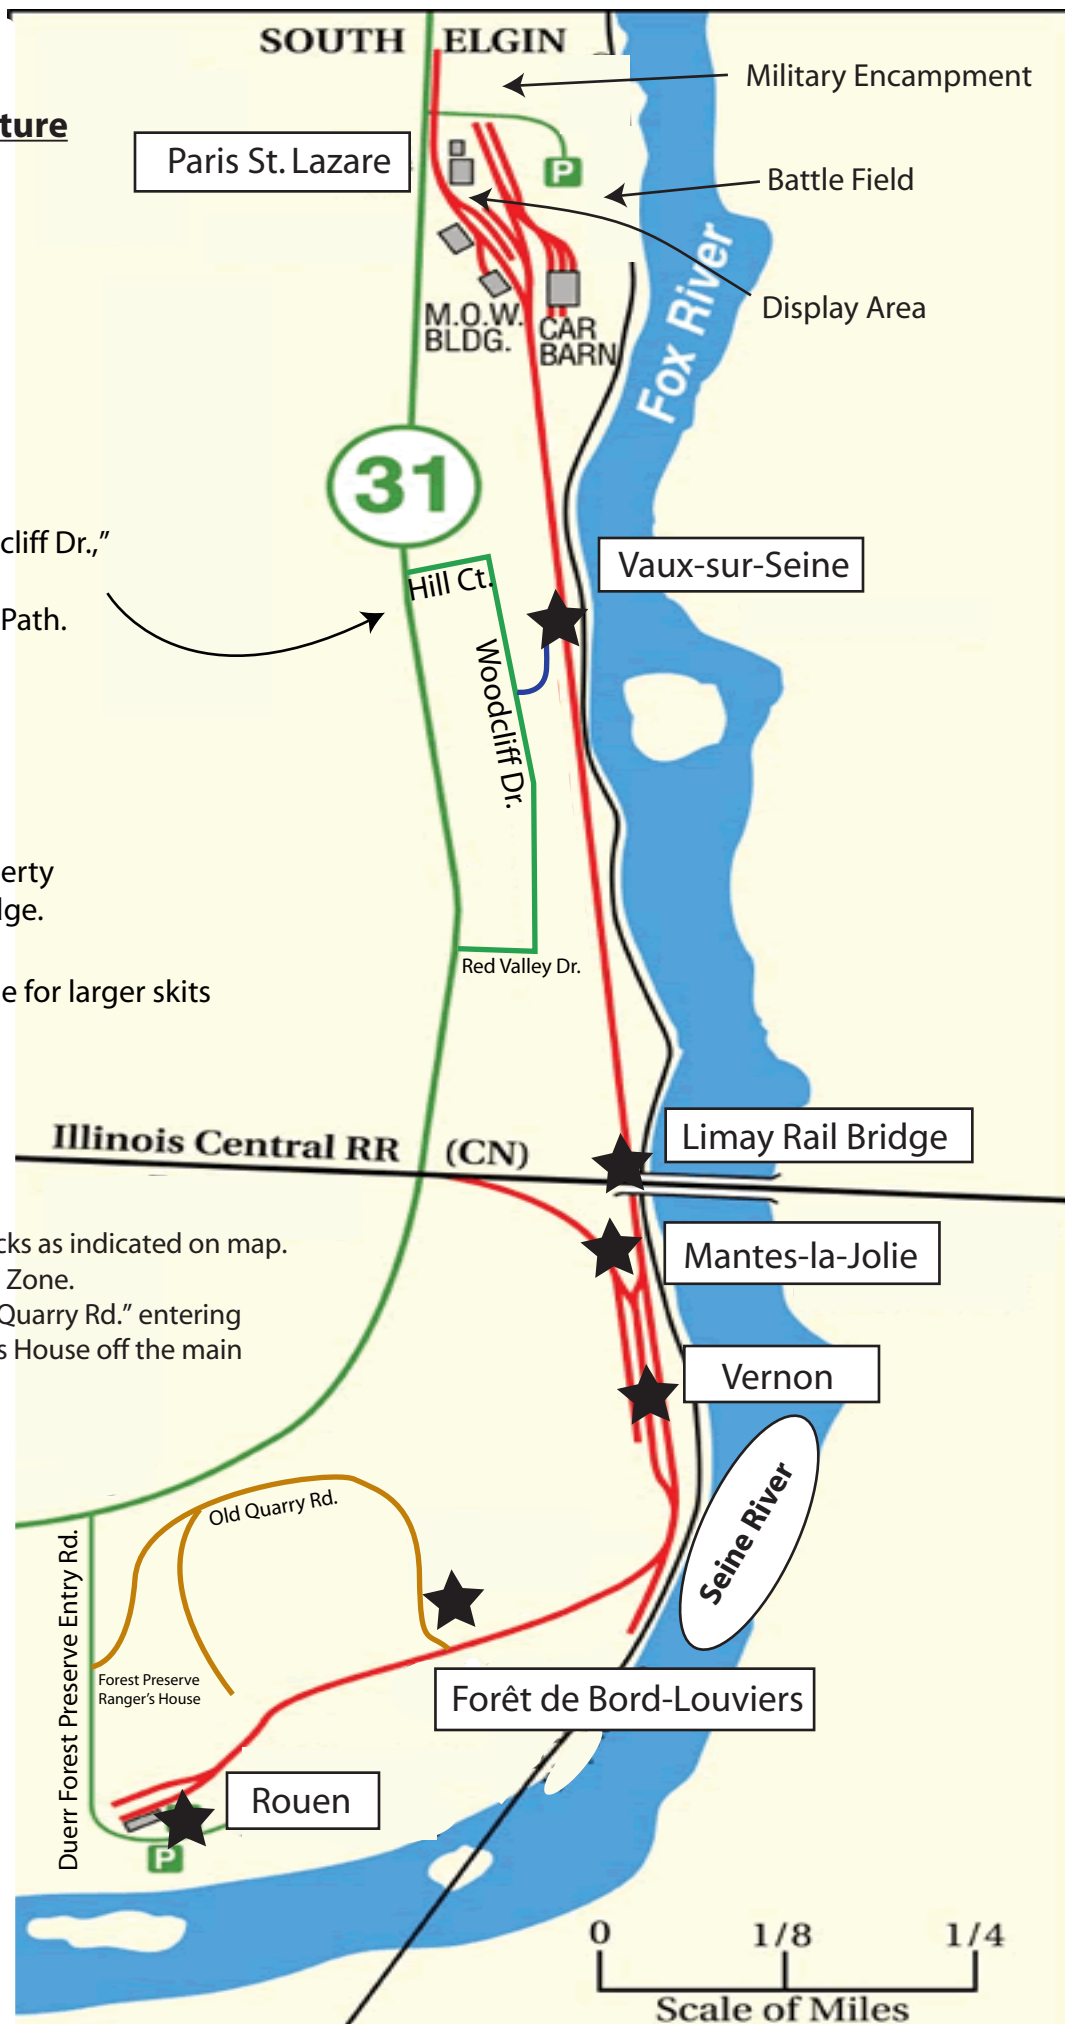 SOUTH ELGIN
Military Encampment
ture
Paris St. Lazare
P
Battle Field
Fox River
Display Area
M.O.W.
BLDG.
CAR
BARN
31
cliff Dr.,”
Vaux-sur-Seine
Hill Ct.
Path.
Woodcliff Dr.
erty
lge.
Red Valley Dr.
e for larger skits
Illinois Central RR (CN)
Limay Rail Bridge
cks as indicated on map.
Mantes-la-Jolie
Zone.
Quarry Rd.” entering
s House off the main
Vernon
Old Quarry Rd.
Seine River
Duerr Forest Preserve Entry Rd.
Forest Preserve
Ranger’s House
Forêt de Bord-Louviers
Rouen
P
0 1/8 1/4
Scale of Miles